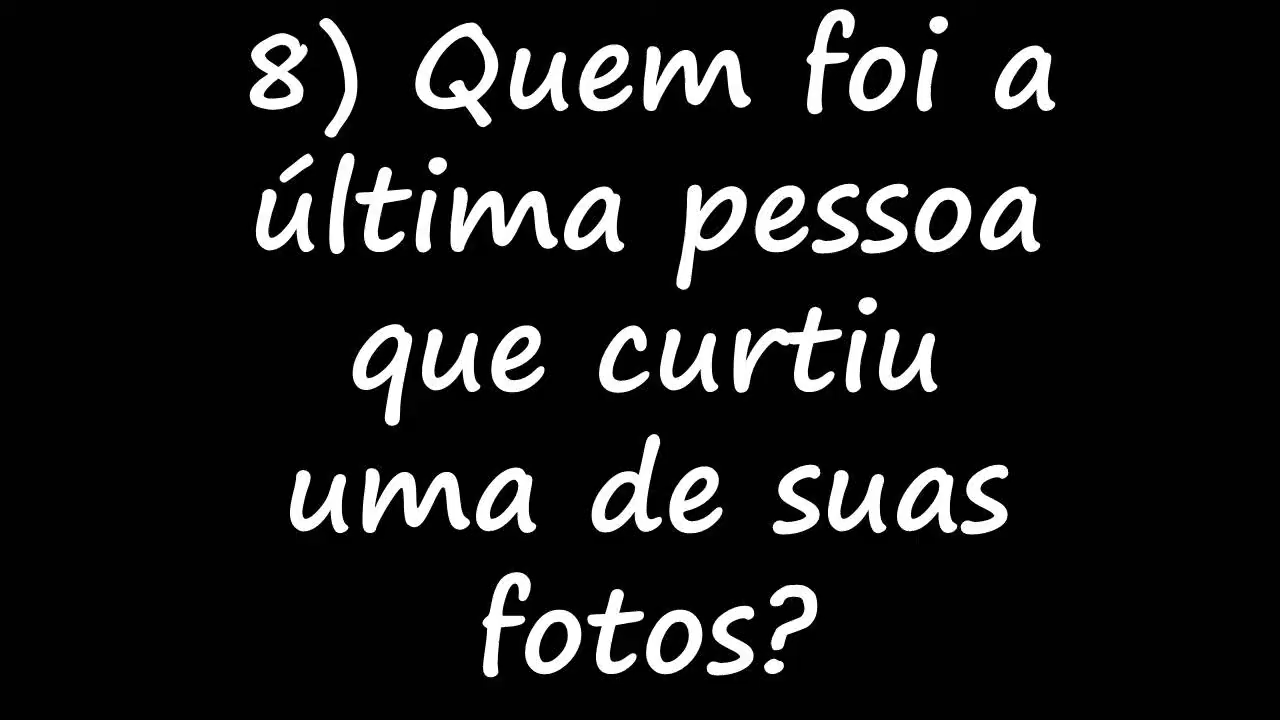 8) Quem foi a
última pessoa
que curtiu
uma de suas
fotos?